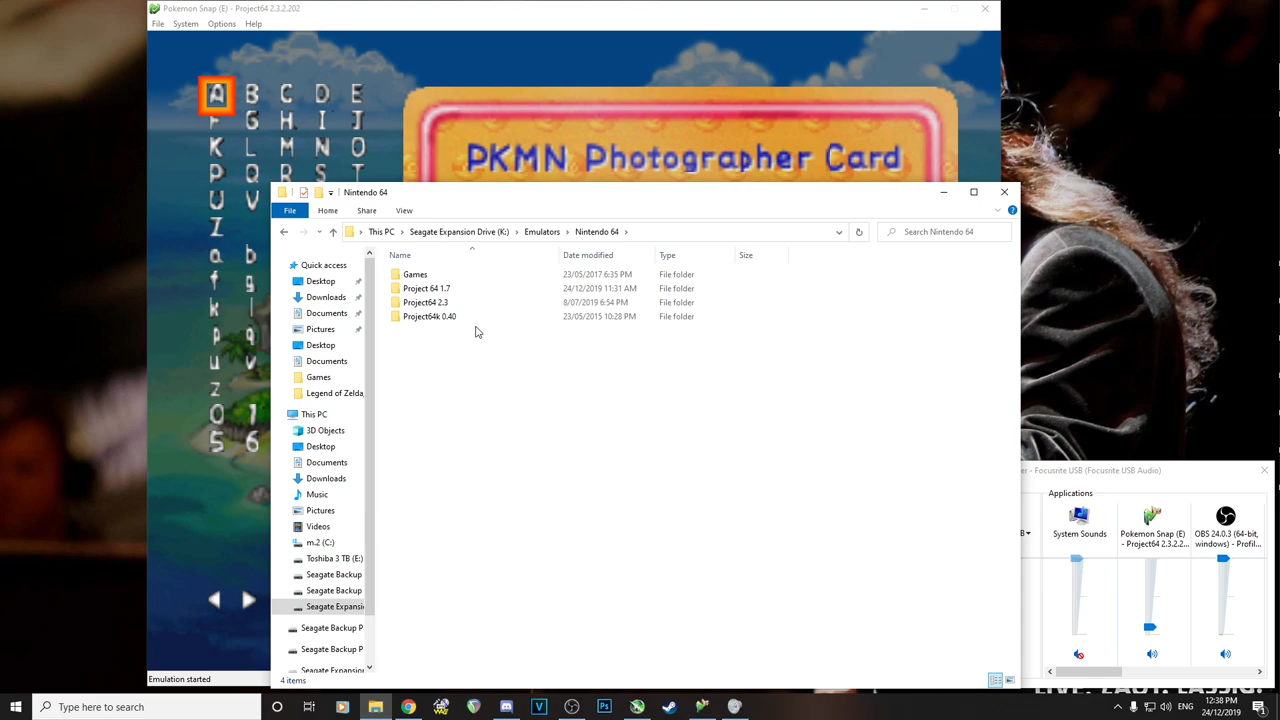 Pokemon Snap (E) - Project64 2.3.2.202
File System Options Help
A B C D E
F G H I J
K L M N O
P Q R S T
U V
Z
a b
f g
k l
p q
u v
z
0 1
5 6
PKMN Photographer Card
Nintendo 64
File Home Share View
This PC > Seagate Expansion Drive (K:) > Emulators > Nintendo 64 >
Search Nintendo 64
Name Date modified Type Size
Games 23/05/2017 6:35 PM File folder
Project 64 1.7 24/12/2019 11:31 AM File folder
Project64 2.3 8/07/2019 6:54 PM File folder
Project64k 0.40 23/05/2015 10:28 PM File folder
Quick access
Desktop
Downloads
Documents
Pictures
Desktop
Documents
Games
Legend of Zelda,
This PC
3D Objects
Desktop
Documents
Downloads
Music
Pictures
Videos
m.2 (C:)
Toshiba 3 TB (E:)
Seagate Backup
Seagate Backup
Seagate Expansi
Seagate Backup P
Seagate Backup P
Seagate Expansion
4 items
Emulation started
er - Focusrite USB (Focusrite USB Audio)
Applications
B
System Sounds
Pokemon Snap (E)
- Project64 2.3.2.2...
OBS 24.0.3 (64-bit,
windows) - Profil...
Type here to search
12:38 PM
24/12/2019
1